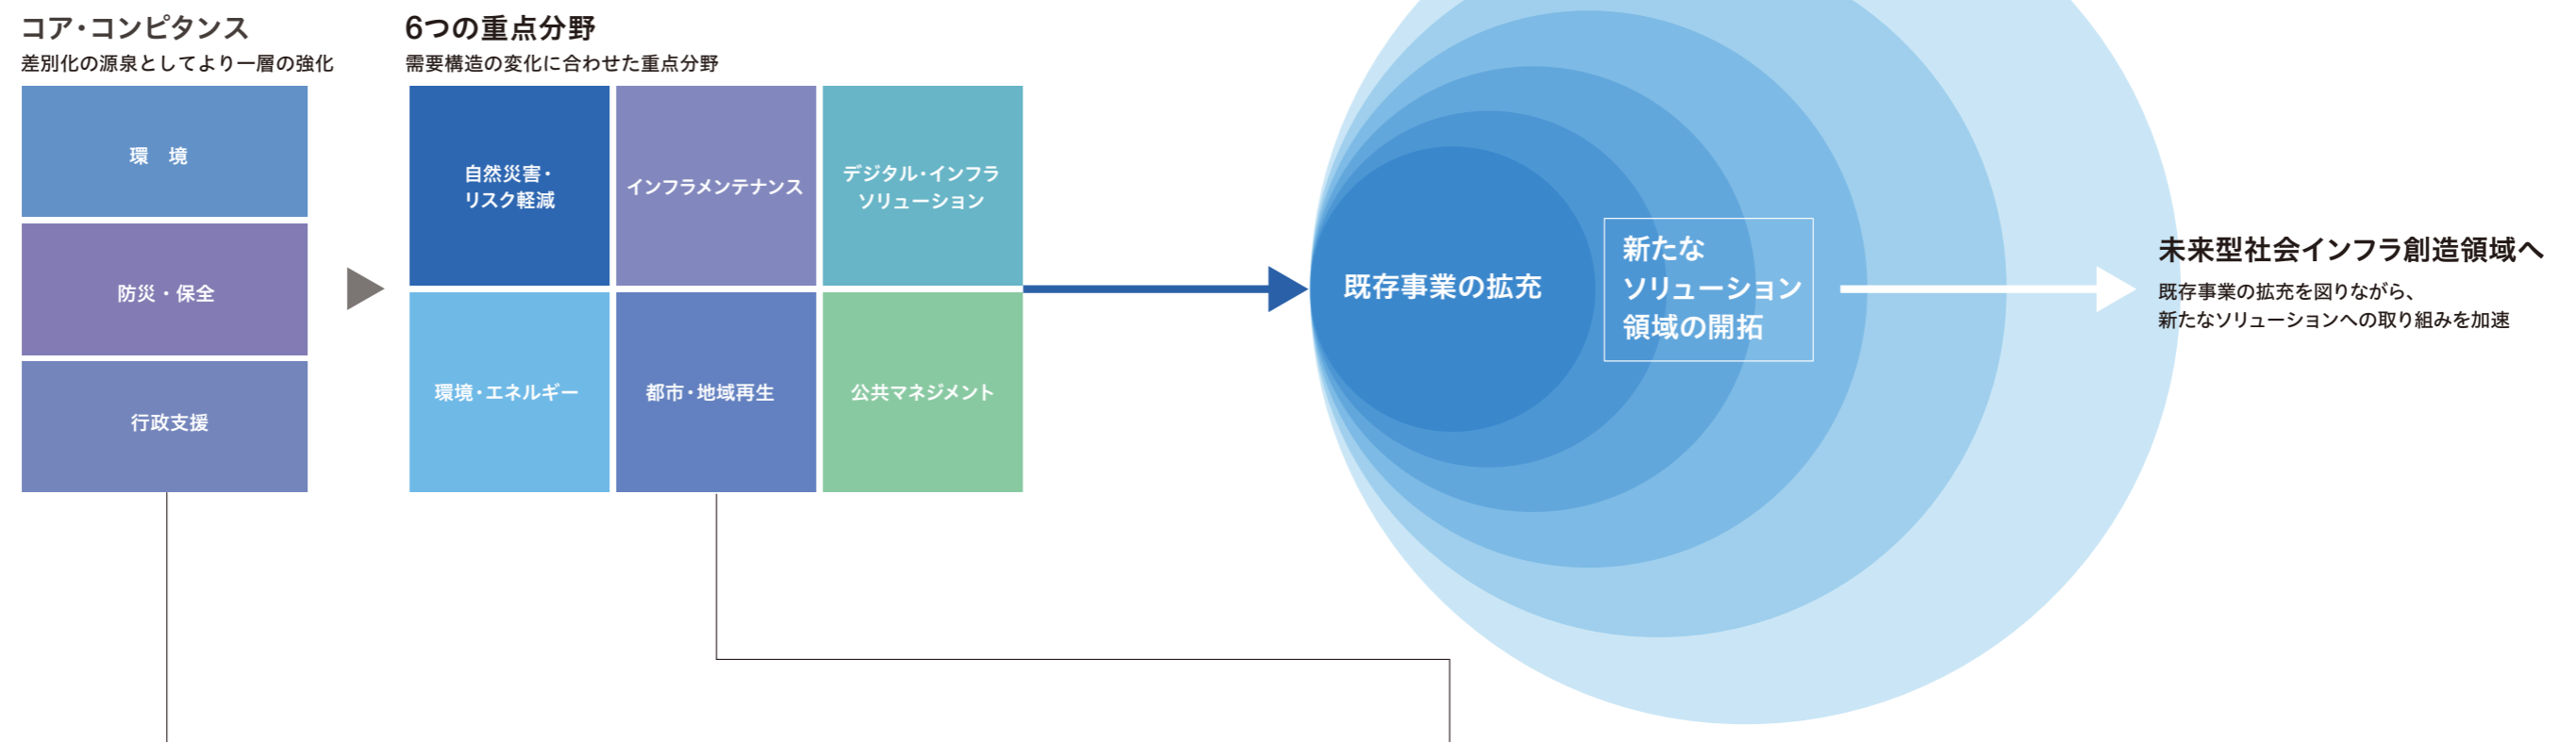 コア・コンピタンス
差別化の源泉としてより一層の強化
環　境
防災・保全
行政支援
6つの重点分野
需要構造の変化に合わせた重点分野
自然災害・
リスク軽減
インフラメンテナンス
デジタル・インフラ
ソリューション
環境・エネルギー
都市・地域再生
公共マネジメント
既存事業の拡充
新たな
ソリューション
領域の開拓
未来型社会インフラ創造領域へ
既存事業の拡充を図りながら、
新たなソリューションへの取り組みを加速